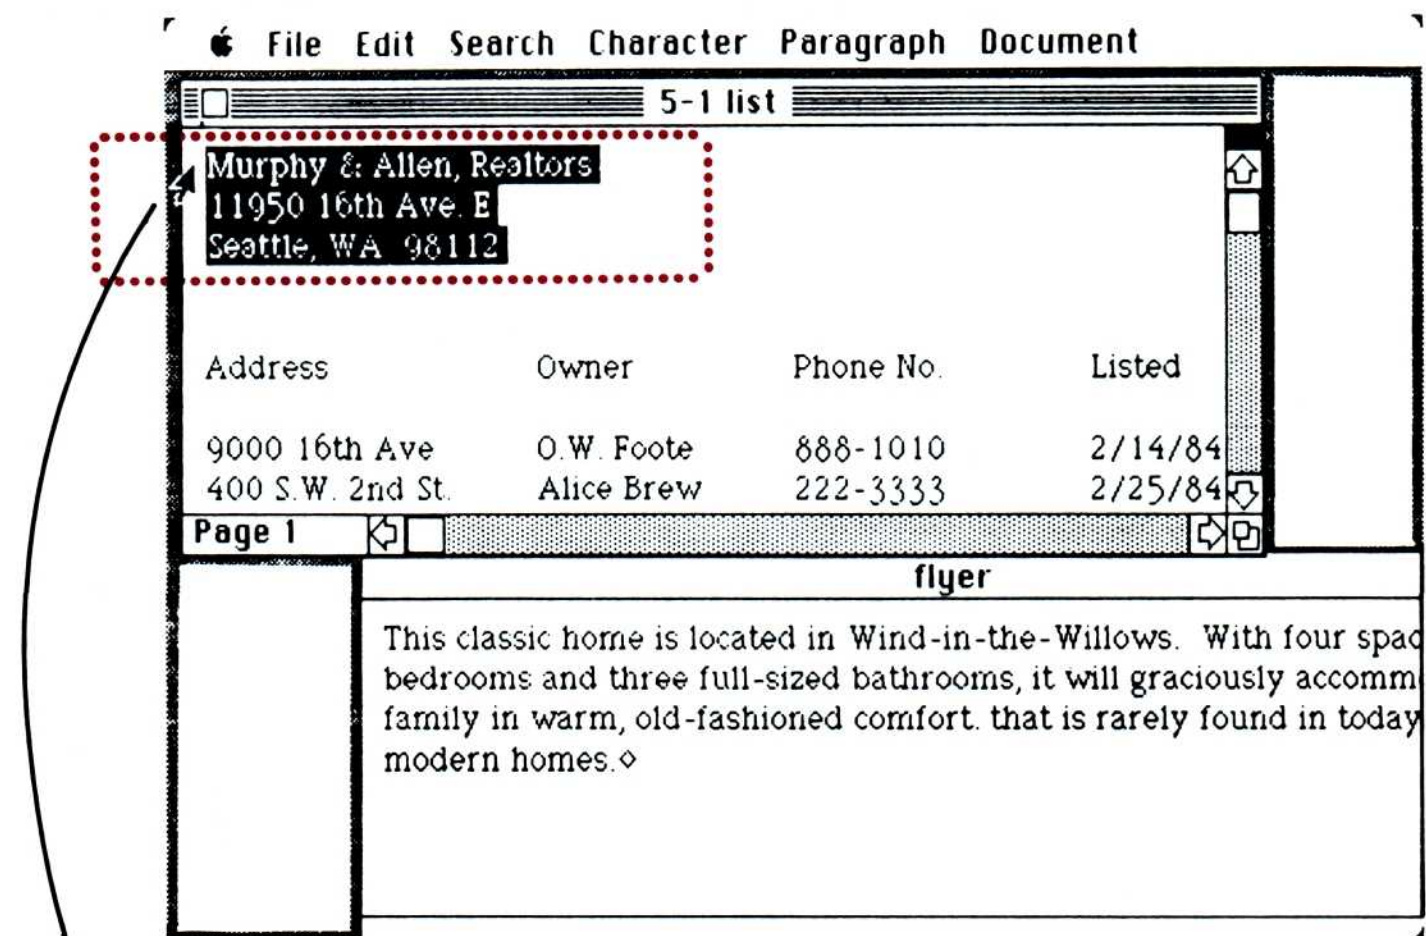 File Edit Search Character Paragraph Document
5-1 list
Murphy & Allen, Realtors
11950 16th Ave. E
Seattle, WA 98112
Address Owner Phone No. Listed
9000 16th Ave O.W. Foote 888-1010 2/14/84
400 S.W. 2nd St. Alice Brew 222-3333 2/25/84
Page 1
flyer
This classic home is located in Wind-in-the-Willows. With four spac
bedrooms and three full-sized bathrooms, it will graciously accomm
family in warm, old-fashioned comfort. that is rarely found in today
modern homes.◇